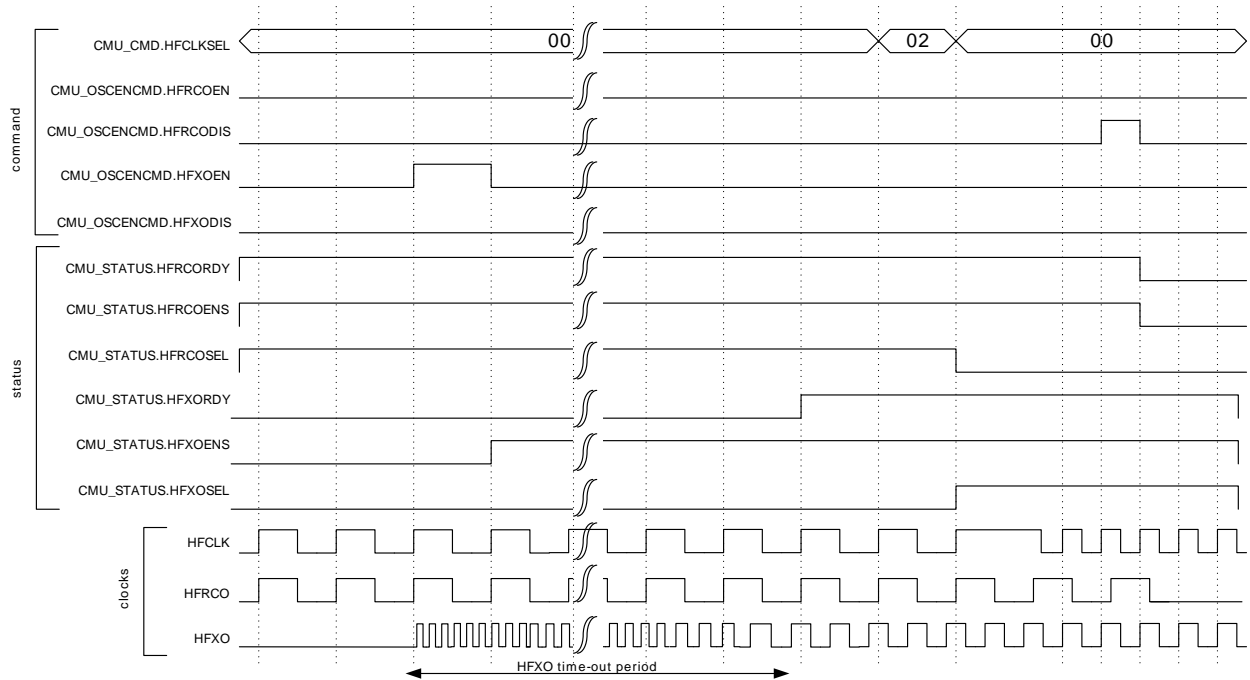 command
CMU_CMD.HFCLKSEL 00 02 00
CMU_OSCENCMD.HFRCOEN
CMU_OSCENCMD.HFRCODIS
CMU_OSCENCMD.HFXOEN
CMU_OSCENCMD.HFXODIS
status
CMU_STATUS.HFRCORDY
CMU_STATUS.HFRCOENS
CMU_STATUS.HFRCOSEL
CMU_STATUS.HFXORDY
CMU_STATUS.HFXOENS
CMU_STATUS.HFXOSEL
clocks
HFCLK
HFRCO
HFXO
HFXO time-out period